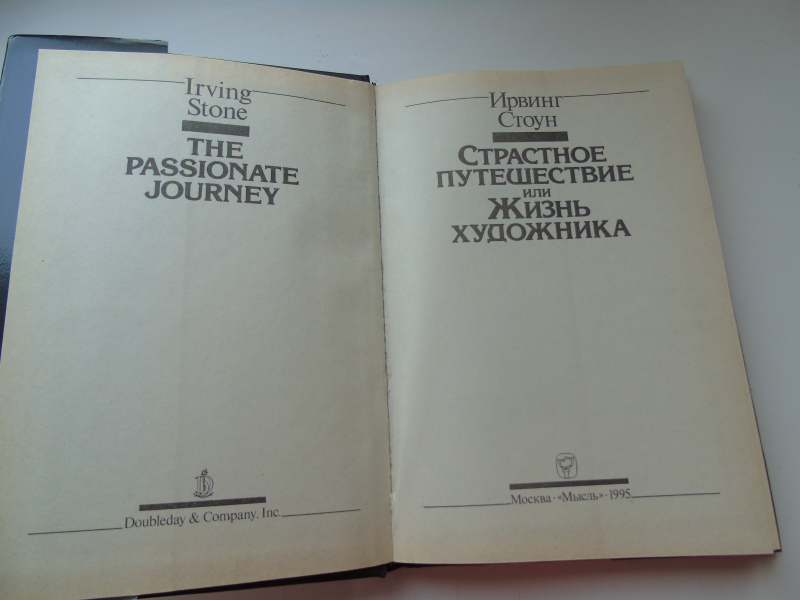 Irving
Stone
THE
PASSIONATE
JOURNEY
Doubleday & Company, Inc.
Ирвинг
Стоун
СТРАСТНОЕ
ПУТЕШЕСТВИЕ
ИЛИ
ЖИЗНЬ
ХУДОЖНИКА
Москва · «Мысль» · 1995